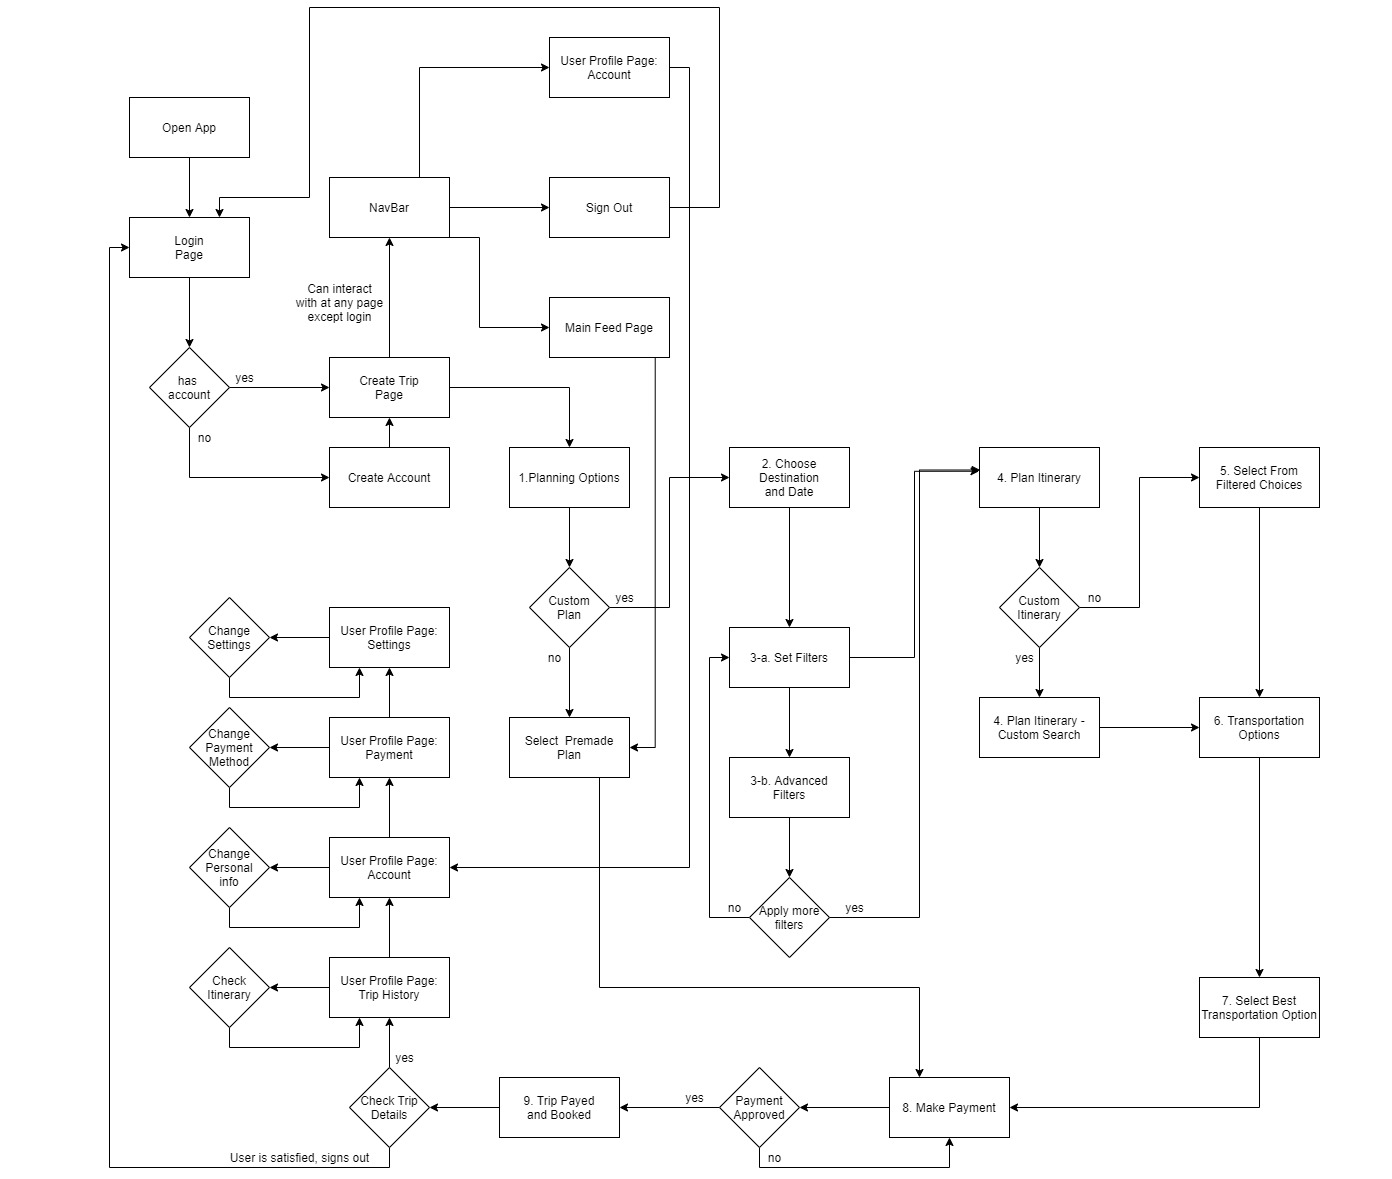 User Profile Page:
Account
Open App
NavBar
Sign Out
Login
Page
Can interact
with at any page
except login
Main Feed Page
has
account
yes
no
Create Trip
Page
Create Account
1.Planning Options
Custom
Plan
yes
no
Select  Premade
Plan
2. Choose
Destination
and Date
3-a. Set Filters
3-b. Advanced
Filters
Apply more
filters
no
yes
4. Plan Itinerary
Custom
Itinerary
no
yes
4. Plan Itinerary -
Custom Search
5. Select From
Filtered Choices
6. Transportation
Options
7. Select Best
Transportation Option
8. Make Payment
Payment
Approved
yes
no
9. Trip Payed
and Booked
Check Trip
Details
yes
User is satisfied, signs out
User Profile Page:
Trip History
Check
Itinerary
User Profile Page:
Account
Change
Personal
info
User Profile Page:
Payment
Change
Payment
Method
User Profile Page:
Settings
Change
Settings